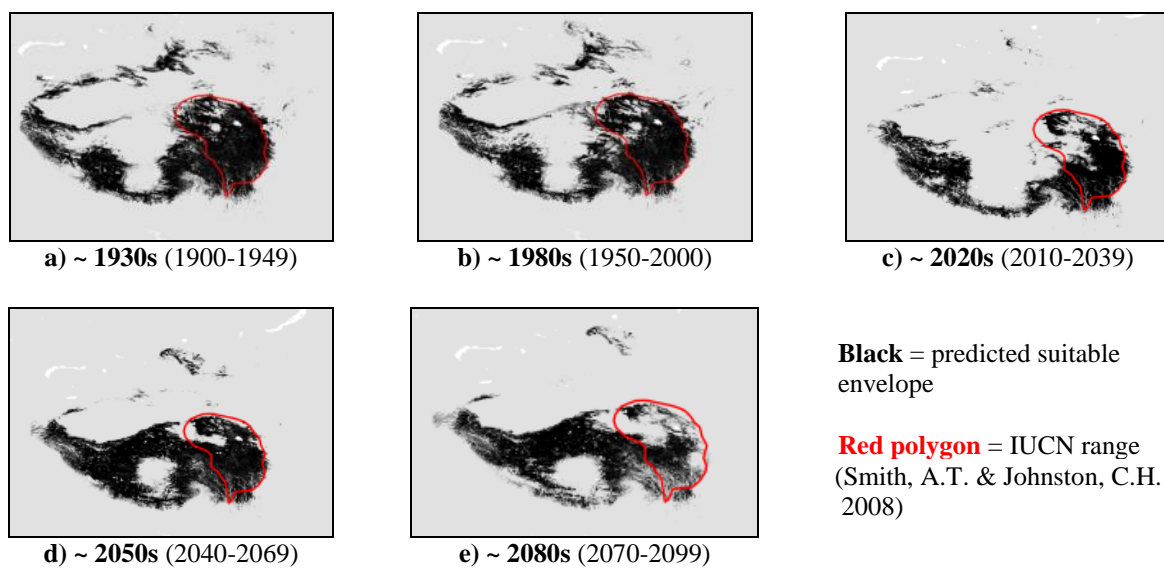 a) ~ 1930s (1900-1949)
b) ~ 1980s (1950-2000)
c) ~ 2020s (2010-2039)
d) ~ 2050s (2040-2069)
e) ~ 2080s (2070-2099)
Black = predicted suitable
envelope
Red polygon = IUCN range
(Smith, A.T. & Johnston, C.H.
2008)